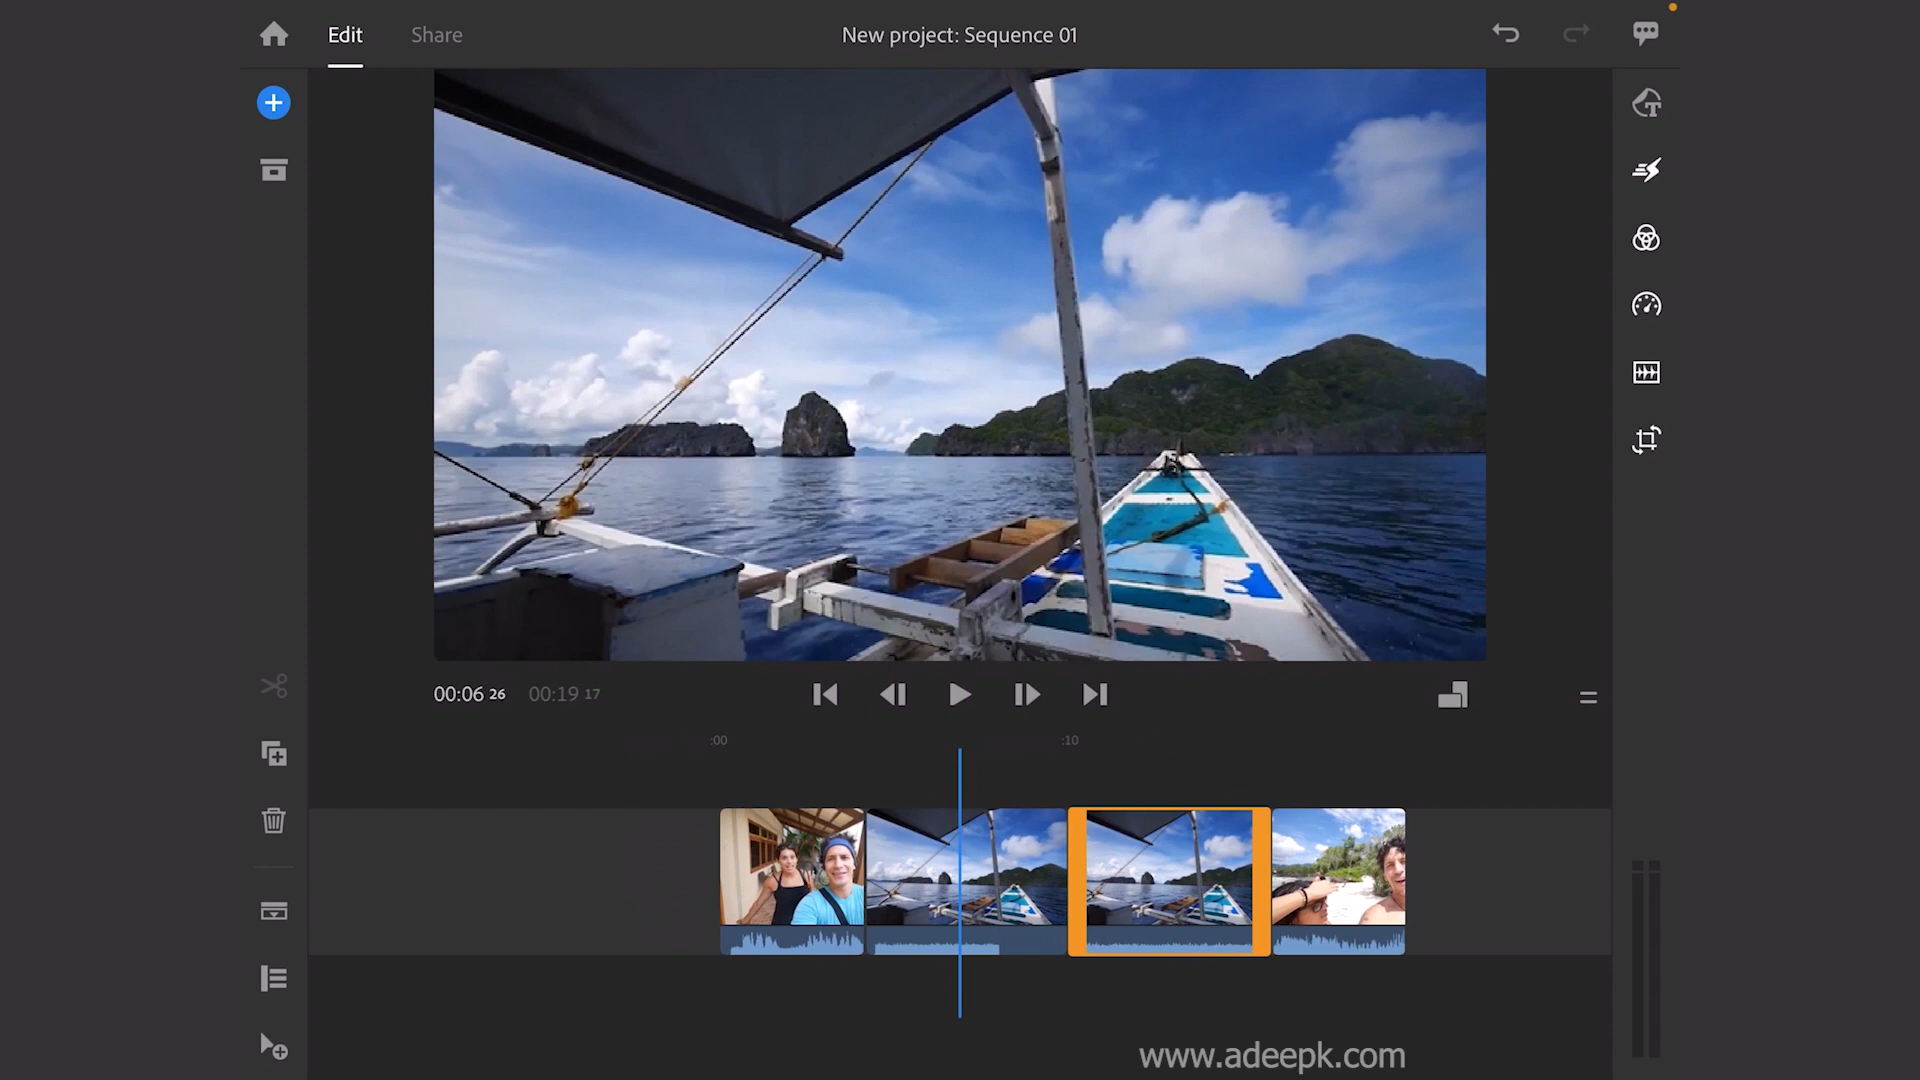 Edit
Share
New project: Sequence 01
00:06 26
00:19 17
:00
:10
www.adeepk.com